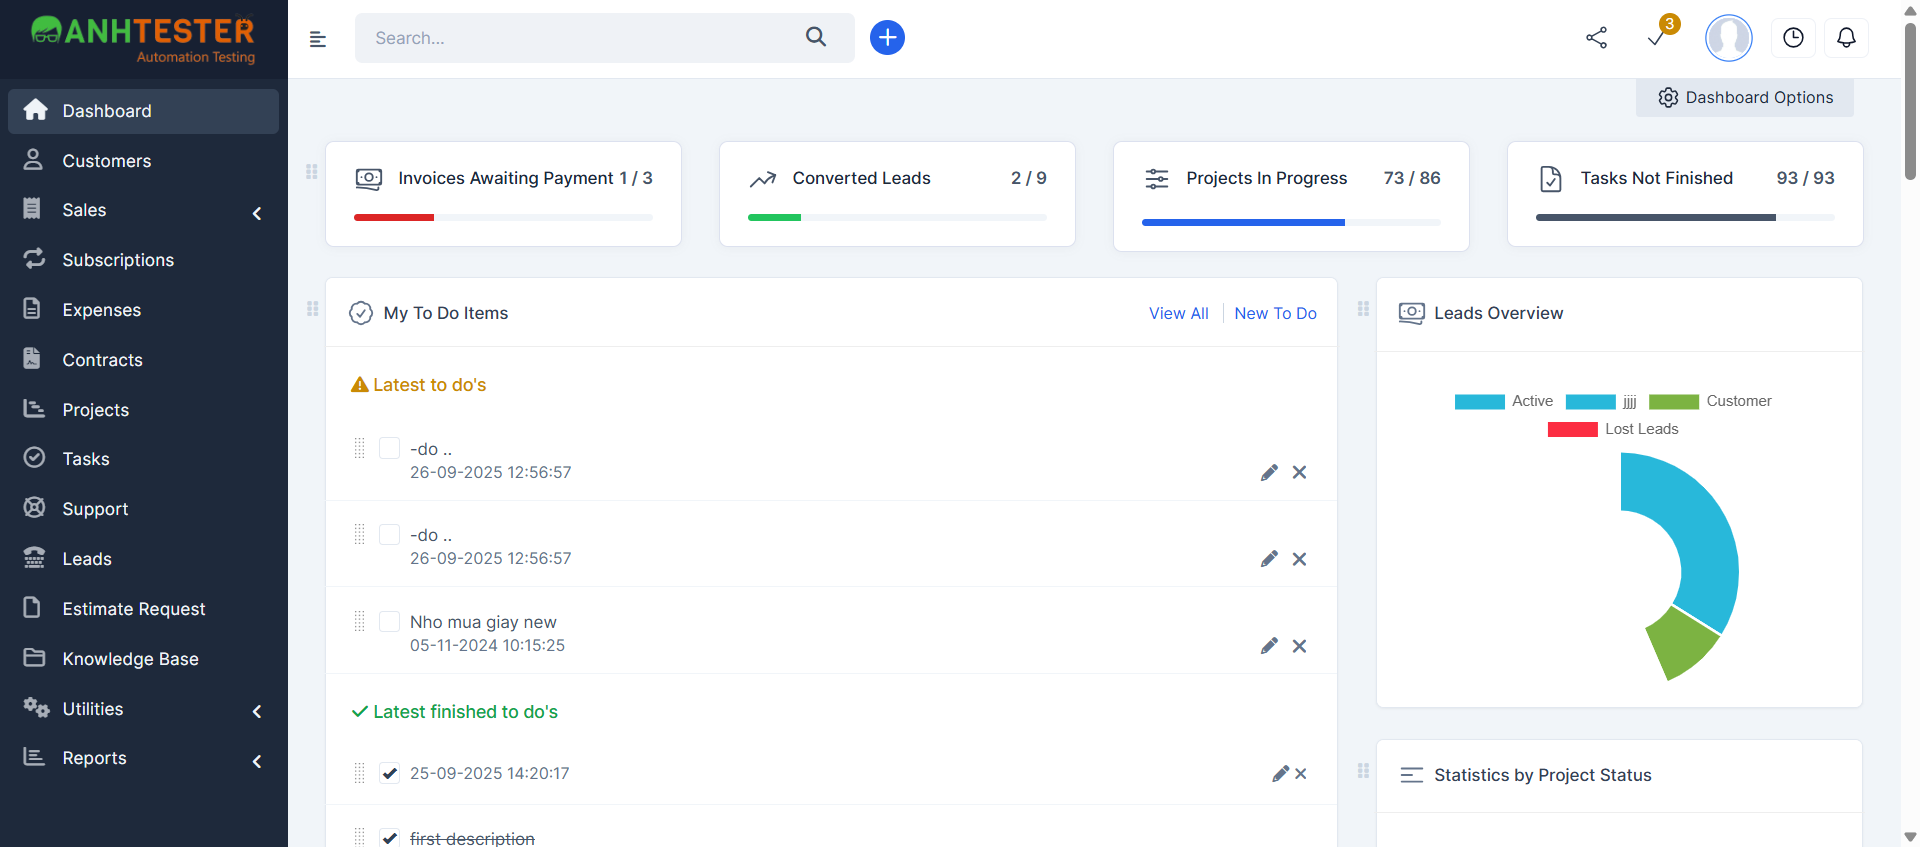 ANHTESTER
Automation Testing
Search...
3
Dashboard Options
Dashboard
Customers
Sales
Subscriptions
Expenses
Contracts
Projects
Tasks
Support
Leads
Estimate Request
Knowledge Base
Utilities
Reports
Invoices Awaiting Payment 1 / 3
Converted Leads 2 / 9
Projects In Progress 73 / 86
Tasks Not Finished 93 / 93
My To Do Items
View All
New To Do
Latest to do's
-do ..
26-09-2025 12:56:57
-do ..
26-09-2025 12:56:57
Nho mua giay new
05-11-2024 10:15:25
Latest finished to do's
25-09-2025 14:20:17
first description
Leads Overview
Active jjjj Customer
Lost Leads
Statistics by Project Status